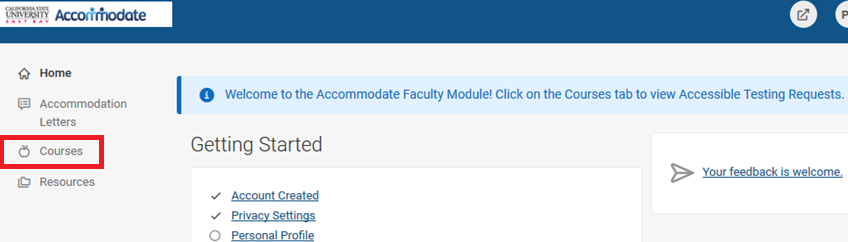 CALIFORNIA STATE
UNIVERSITY
EAST BAY
Accommodate
P
Home
Accommodation
Letters
Courses
Resources
Welcome to the Accommodate Faculty Module! Click on the Courses tab to view Accessible Testing Requests.
Getting Started
Account Created
Privacy Settings
Personal Profile
Your feedback is welcome.